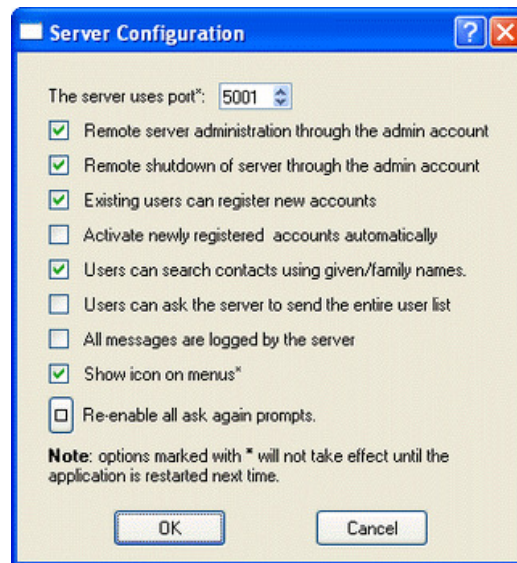 Server Configuration
The server uses port*: 5001
Remote server administration through the admin account
Remote shutdown of server through the admin account
Existing users can register new accounts
Activate newly registered accounts automatically
Users can search contacts using given/family names.
Users can ask the server to send the entire user list
All messages are logged by the server
Show icon on menus*
Re-enable all ask again prompts.
Note: options marked with * will not take effect until the
application is restarted next time.
OK Cancel